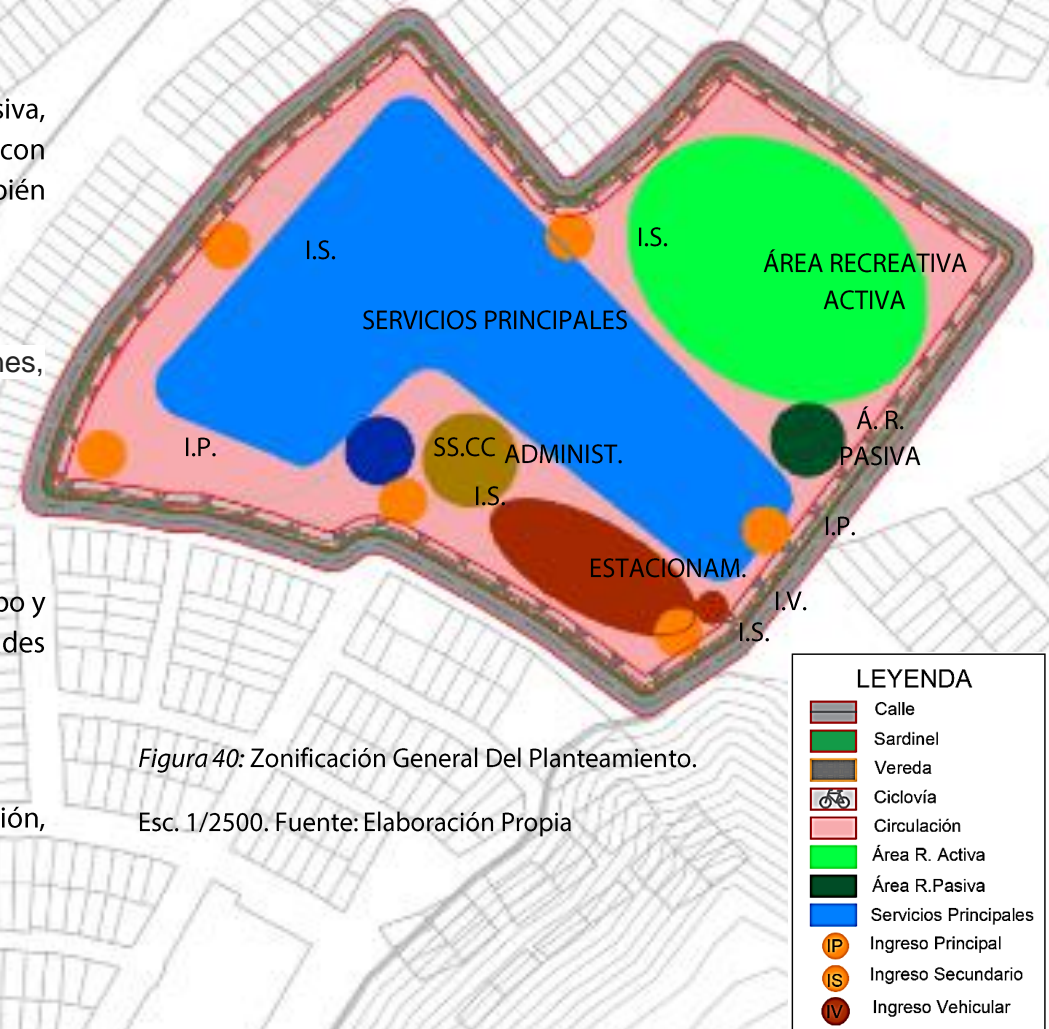 siva,
con
bién
nes,
po y
des
ión,
I.S.
I.S.
ÁREA RECREATIVA
ACTIVA
SERVICIOS PRINCIPALES
I.P.
SS.CC
ADMINIST.
I.S.
Á. R.
PASIVA
I.P.
ESTACIONAM.
I.V.
I.S.
Figura 40: Zonificación General Del Planteamiento.
Esc. 1/2500. Fuente: Elaboración Propia
LEYENDA
Calle
Sardinel
Vereda
Ciclovía
Circulación
Área R. Activa
Área R.Pasiva
Servicios Principales
IP Ingreso Principal
IS Ingreso Secundario
IV Ingreso Vehicular